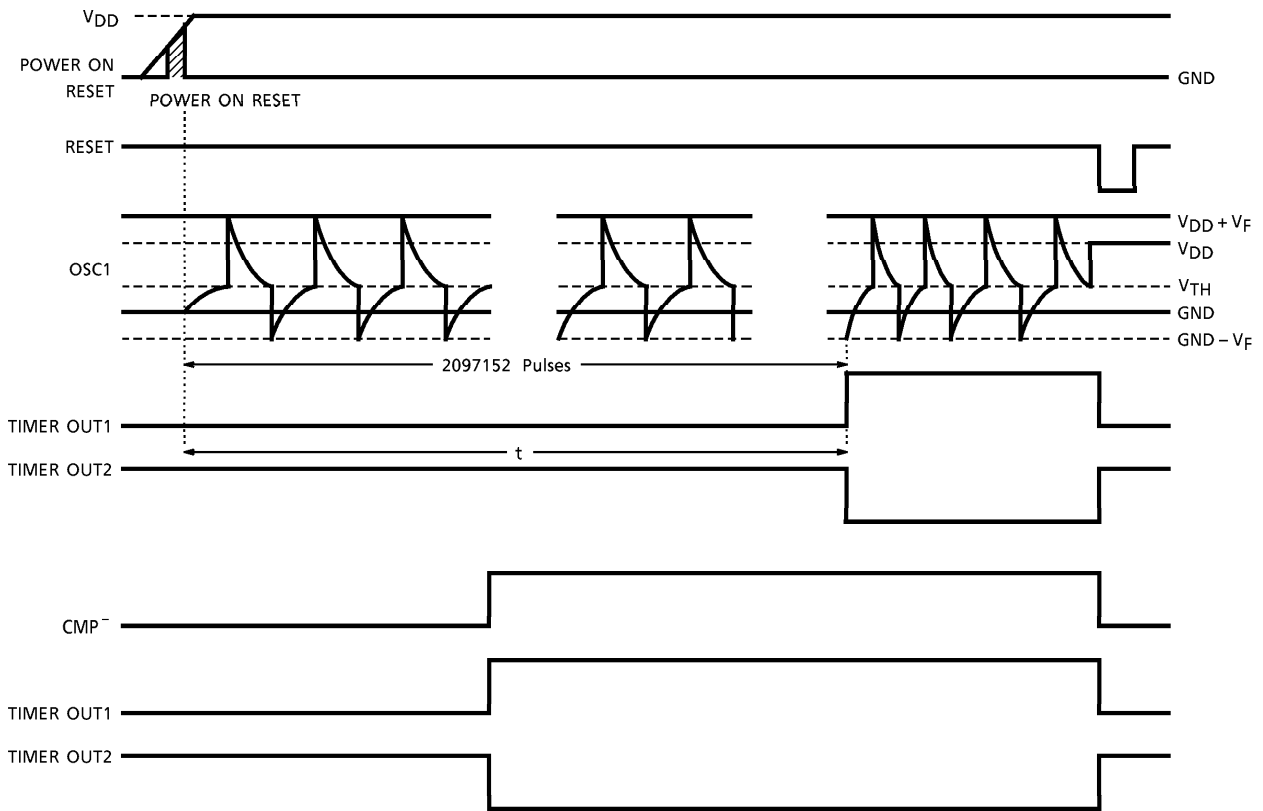 VDD
POWER ON
RESET
GND
POWER ON RESET
RESET
VDD + VF
VDD
OSC1
VTH
GND
GND – VF
2097152 Pulses
TIMER OUT1
t
TIMER OUT2
CMP⁻
TIMER OUT1
TIMER OUT2